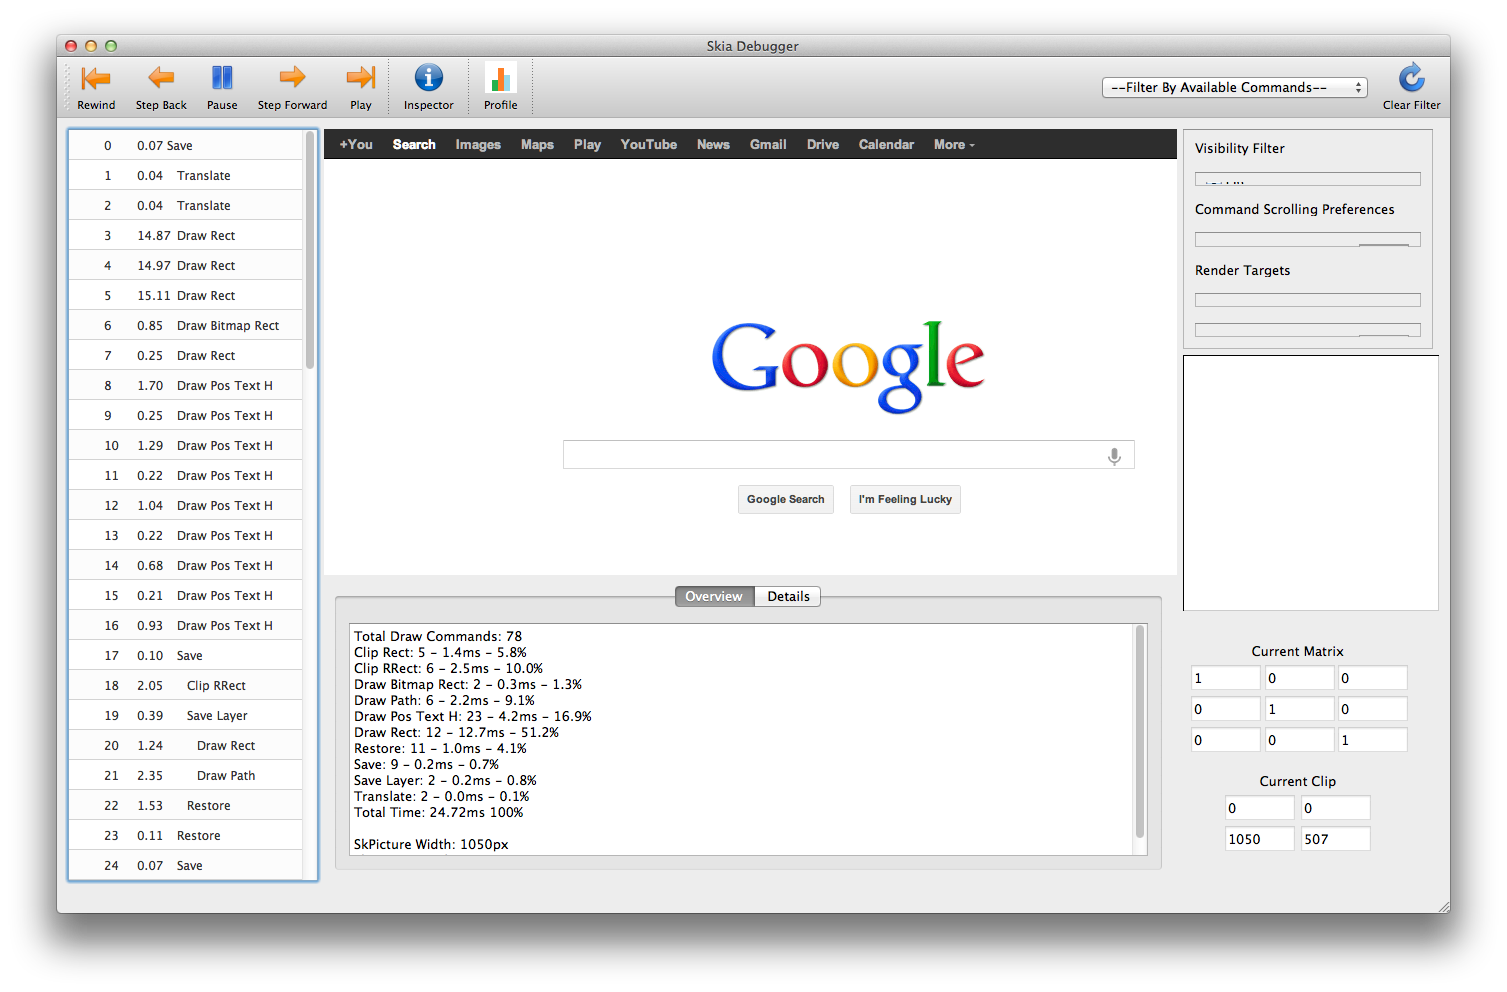 Skia Debugger
Rewind Step Back Pause Step Forward Play Inspector Profile --Filter By Available Commands-- Clear Filter
0 0.07 Save
1 0.04 Translate
2 0.04 Translate
3 14.87 Draw Rect
4 14.97 Draw Rect
5 15.11 Draw Rect
6 0.85 Draw Bitmap Rect
7 0.25 Draw Rect
8 1.70 Draw Pos Text H
9 0.25 Draw Pos Text H
10 1.29 Draw Pos Text H
11 0.22 Draw Pos Text H
12 1.04 Draw Pos Text H
13 0.22 Draw Pos Text H
14 0.68 Draw Pos Text H
15 0.21 Draw Pos Text H
16 0.93 Draw Pos Text H
17 0.10 Save
18 2.05 Clip RRect
19 0.39 Save Layer
20 1.24 Draw Rect
21 2.35 Draw Path
22 1.53 Restore
23 0.11 Restore
24 0.07 Save
+You Search Images Maps Play YouTube News Gmail Drive Calendar More
Google
Google Search I'm Feeling Lucky
Overview Details
Total Draw Commands: 78
Clip Rect: 5 – 1.4ms – 5.8%
Clip RRect: 6 – 2.5ms – 10.0%
Draw Bitmap Rect: 2 – 0.3ms – 1.3%
Draw Path: 6 – 2.2ms – 9.1%
Draw Pos Text H: 23 – 4.2ms – 16.9%
Draw Rect: 12 – 12.7ms – 51.2%
Restore: 11 – 1.0ms – 4.1%
Save: 9 – 0.2ms – 0.7%
Save Layer: 2 – 0.2ms – 0.8%
Translate: 2 – 0.0ms – 0.1%
Total Time: 24.72ms 100%
SkPicture Width: 1050px
Visibility Filter
Command Scrolling Preferences
Render Targets
Current Matrix
1 0 0
0 1 0
0 0 1
Current Clip
0 0
1050 507